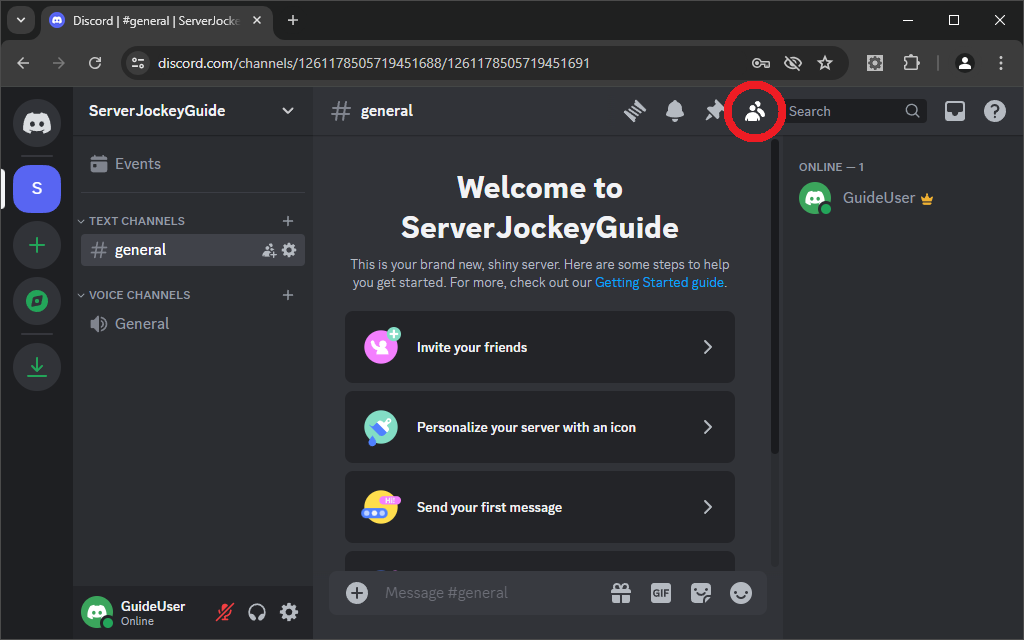 Discord | #general | ServerJocke
discord.com/channels/1261178505719451688/1261178505719451691
ServerJockeyGuide
# general
Search
Events
TEXT CHANNELS
# general
VOICE CHANNELS
General
S
Welcome to
ServerJockeyGuide
This is your brand new, shiny server. Here are some steps to help
you get started. For more, check out our Getting Started guide.
Invite your friends
Personalize your server with an icon
Hi!
Send your first message
Message #general
GIF
ONLINE — 1
GuideUser
GuideUser
Online